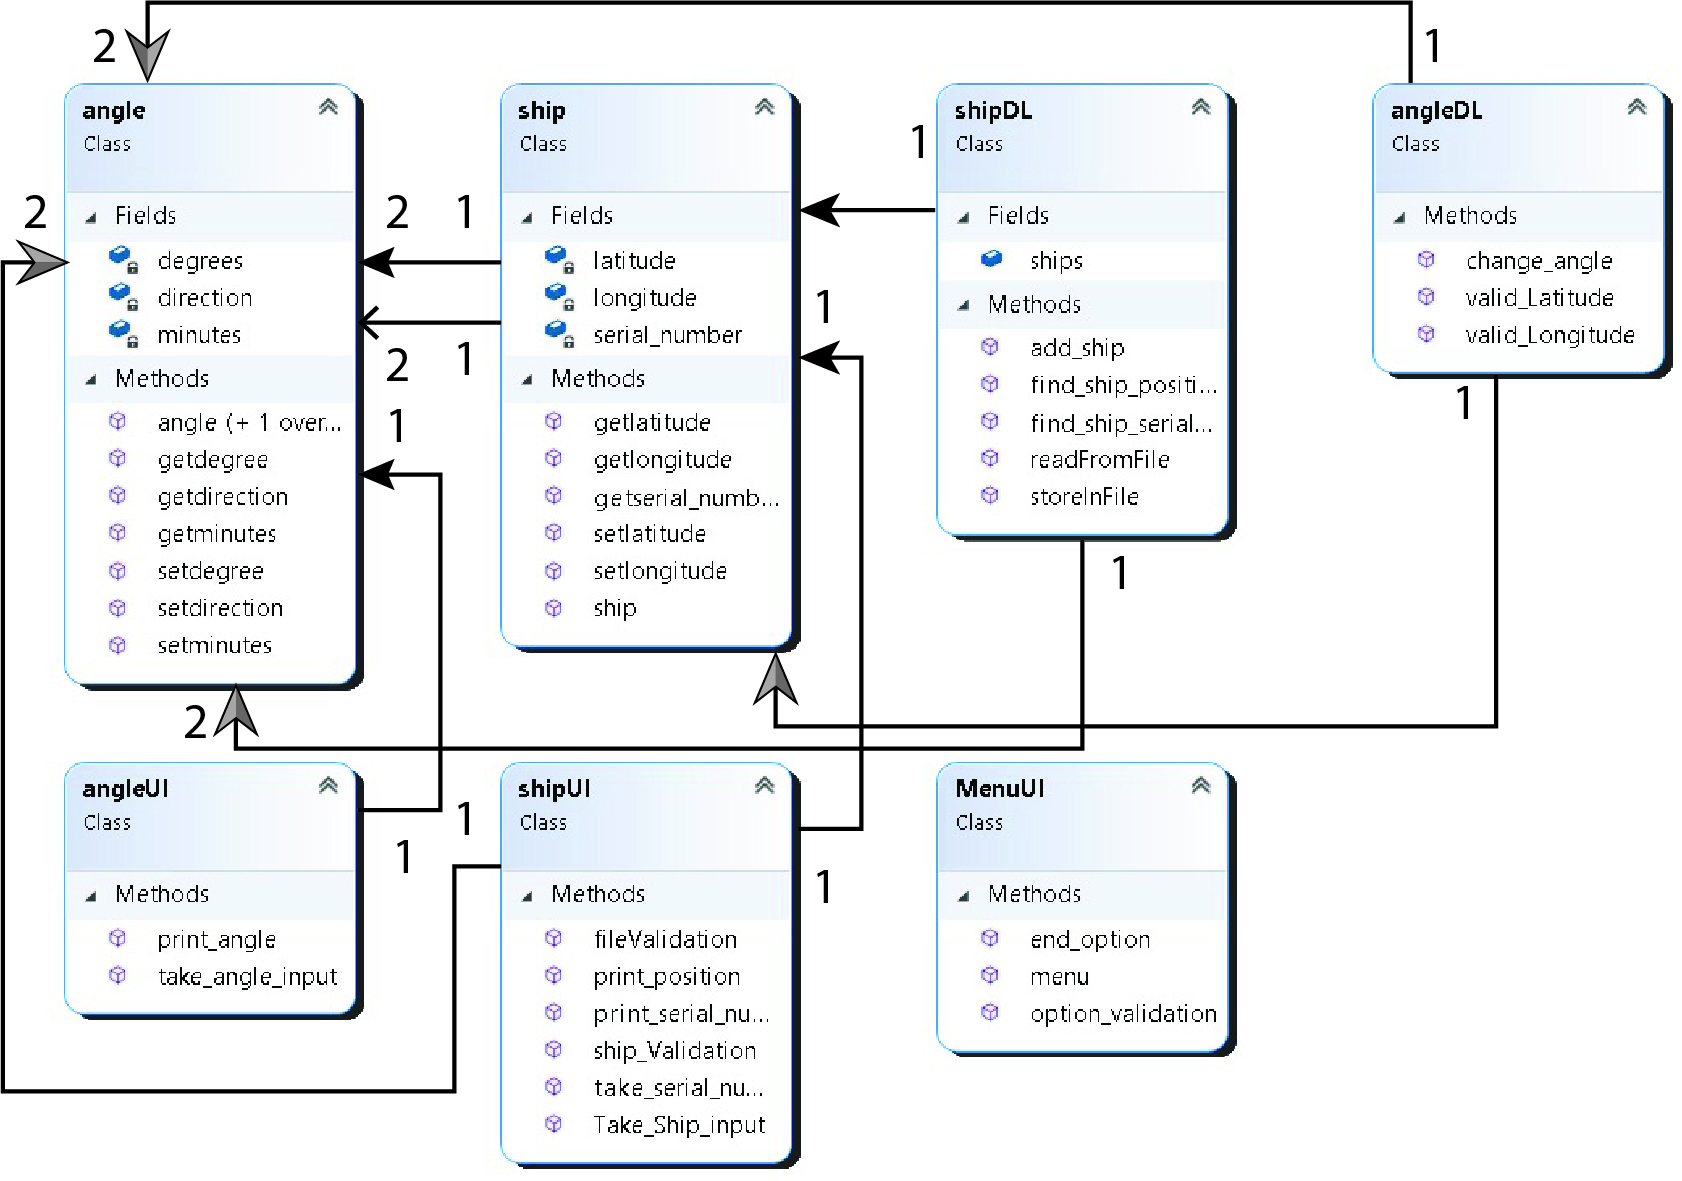 2
1
angle
Class
2
Fields
degrees
direction
minutes
Methods
angle (+ 1 over...
getdegree
getdirection
getminutes
setdegree
setdirection
setminutes
2
1
2
1
1
2
ship
Class
Fields
latitude
longitude
serial_number
Methods
getlatitude
getlongitude
getserial_numb...
setlatitude
setlongitude
ship
1
1
shipDL
Class
Fields
ships
Methods
add_ship
find_ship_positi...
find_ship_serial...
readFromFile
storeInFile
1
angleDL
Class
Methods
change_angle
valid_Latitude
valid_Longitude
1
angleUI
Class
Methods
print_angle
take_angle_input
1
1
shipUI
Class
Methods
fileValidation
print_position
print_serial_nu...
ship_Validation
take_serial_nu...
Take_Ship_input
1
MenuUI
Class
Methods
end_option
menu
option_validation